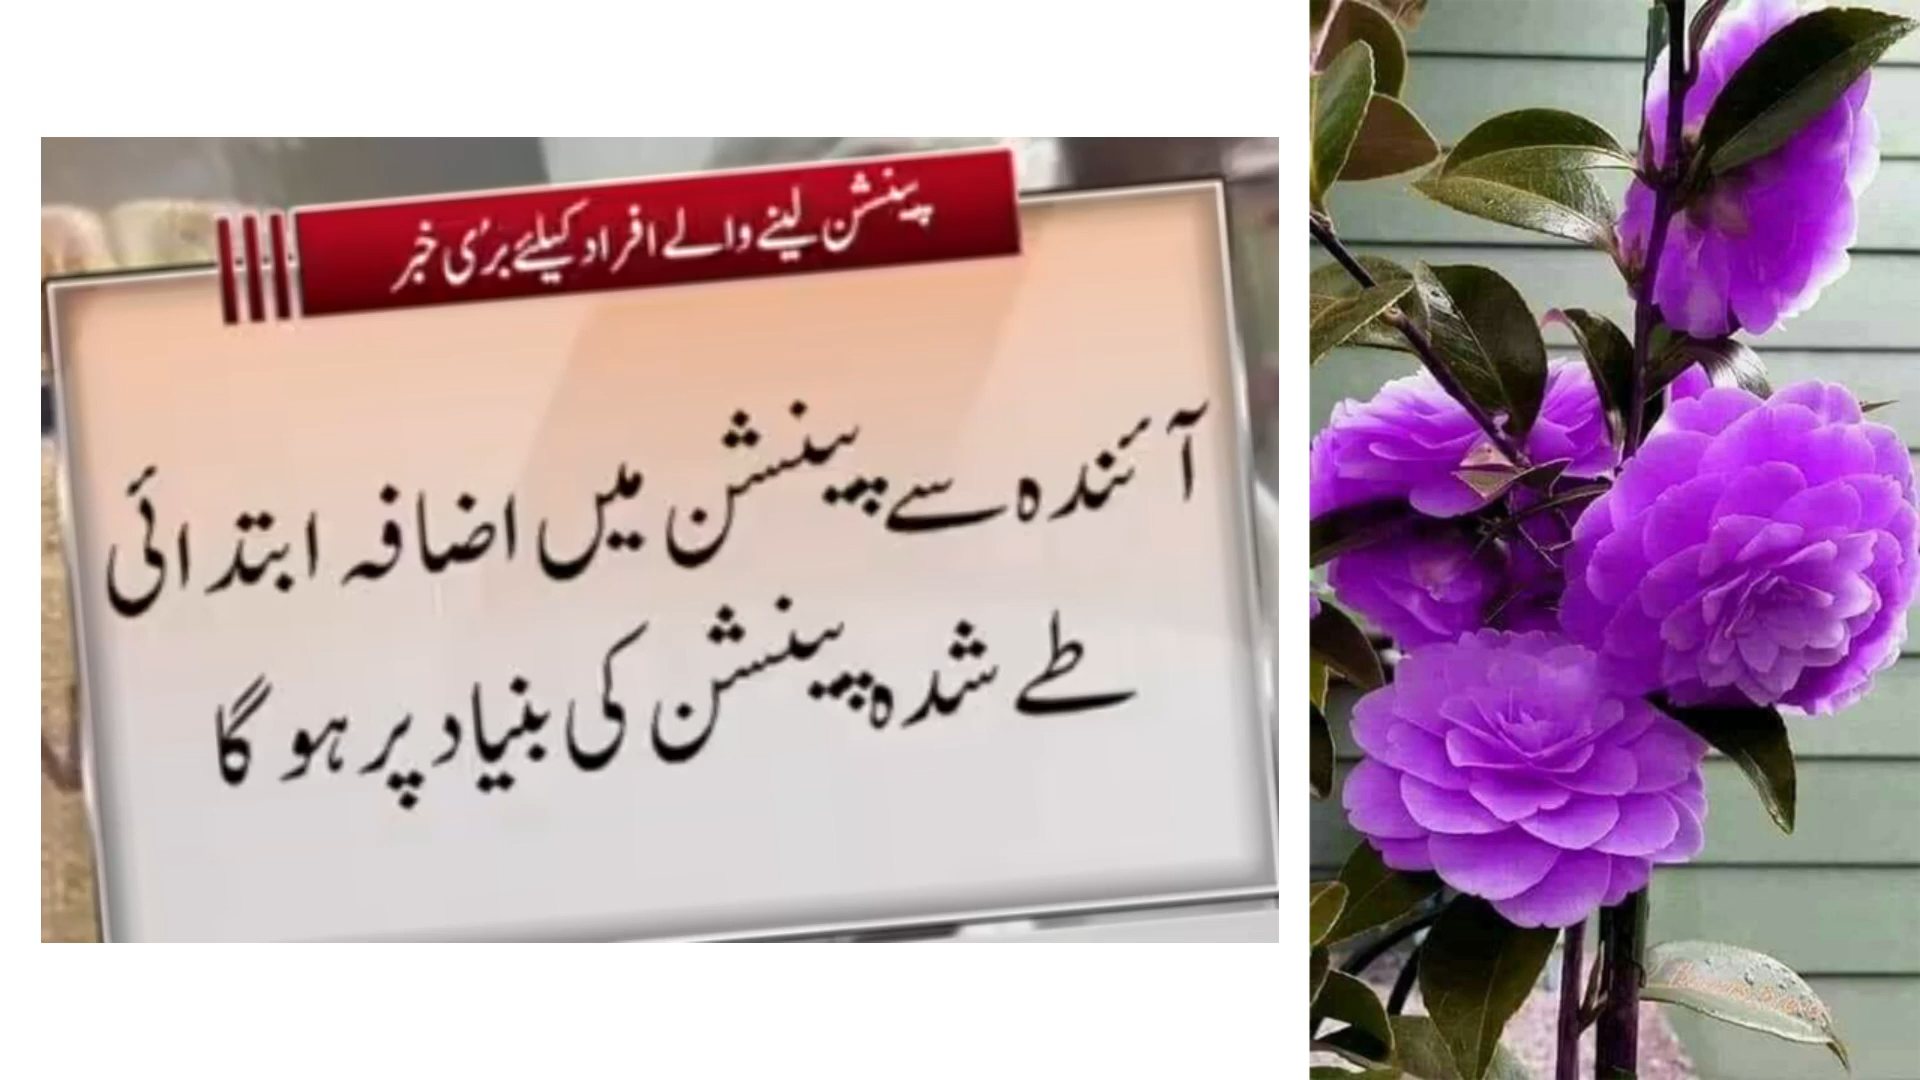 پینشن لینے والے افراد کیلئے برُی خبر
آئندہ سے پینشن میں اضافہ ابتدائی
طے شدہ پینشن کی بنیاد پر ہو گا